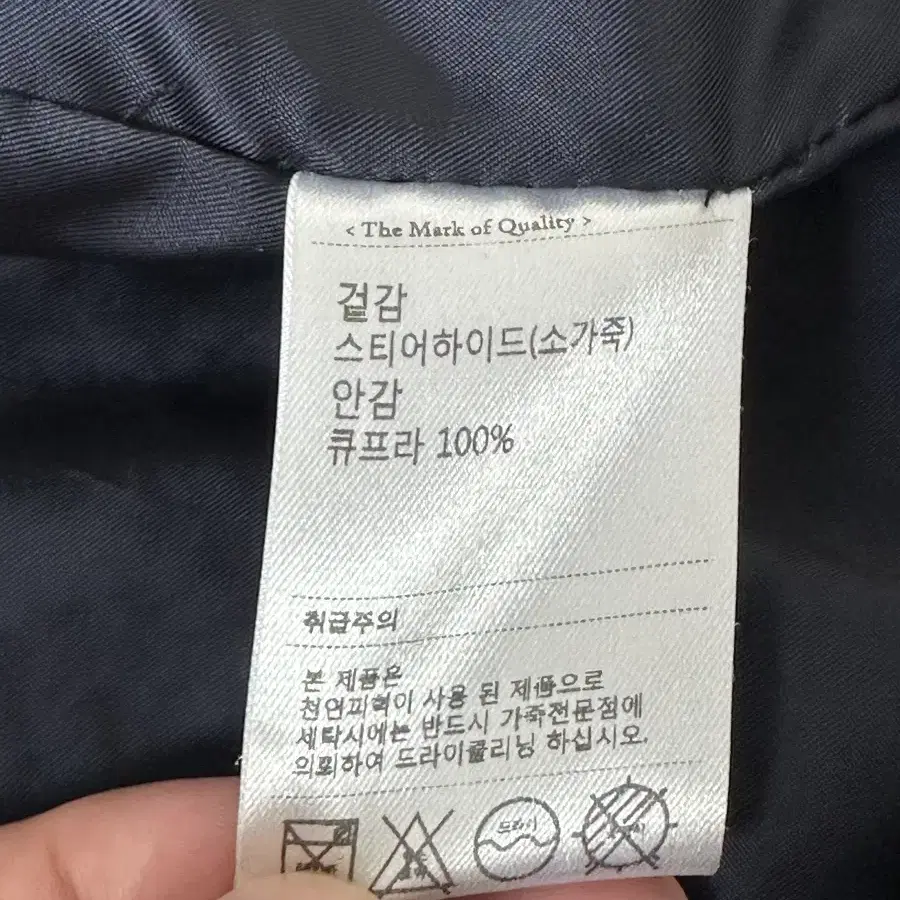 < The Mark of Quality >
겉감
스티어하이드(소가죽)
안감
큐프라 100%
취급주의
본 제품은
천연피혁이 사용 된 제품으로
세탁시에는 반드시 가죽전문점에
의뢰하여 드라이클리닝 하십시오.
드라이